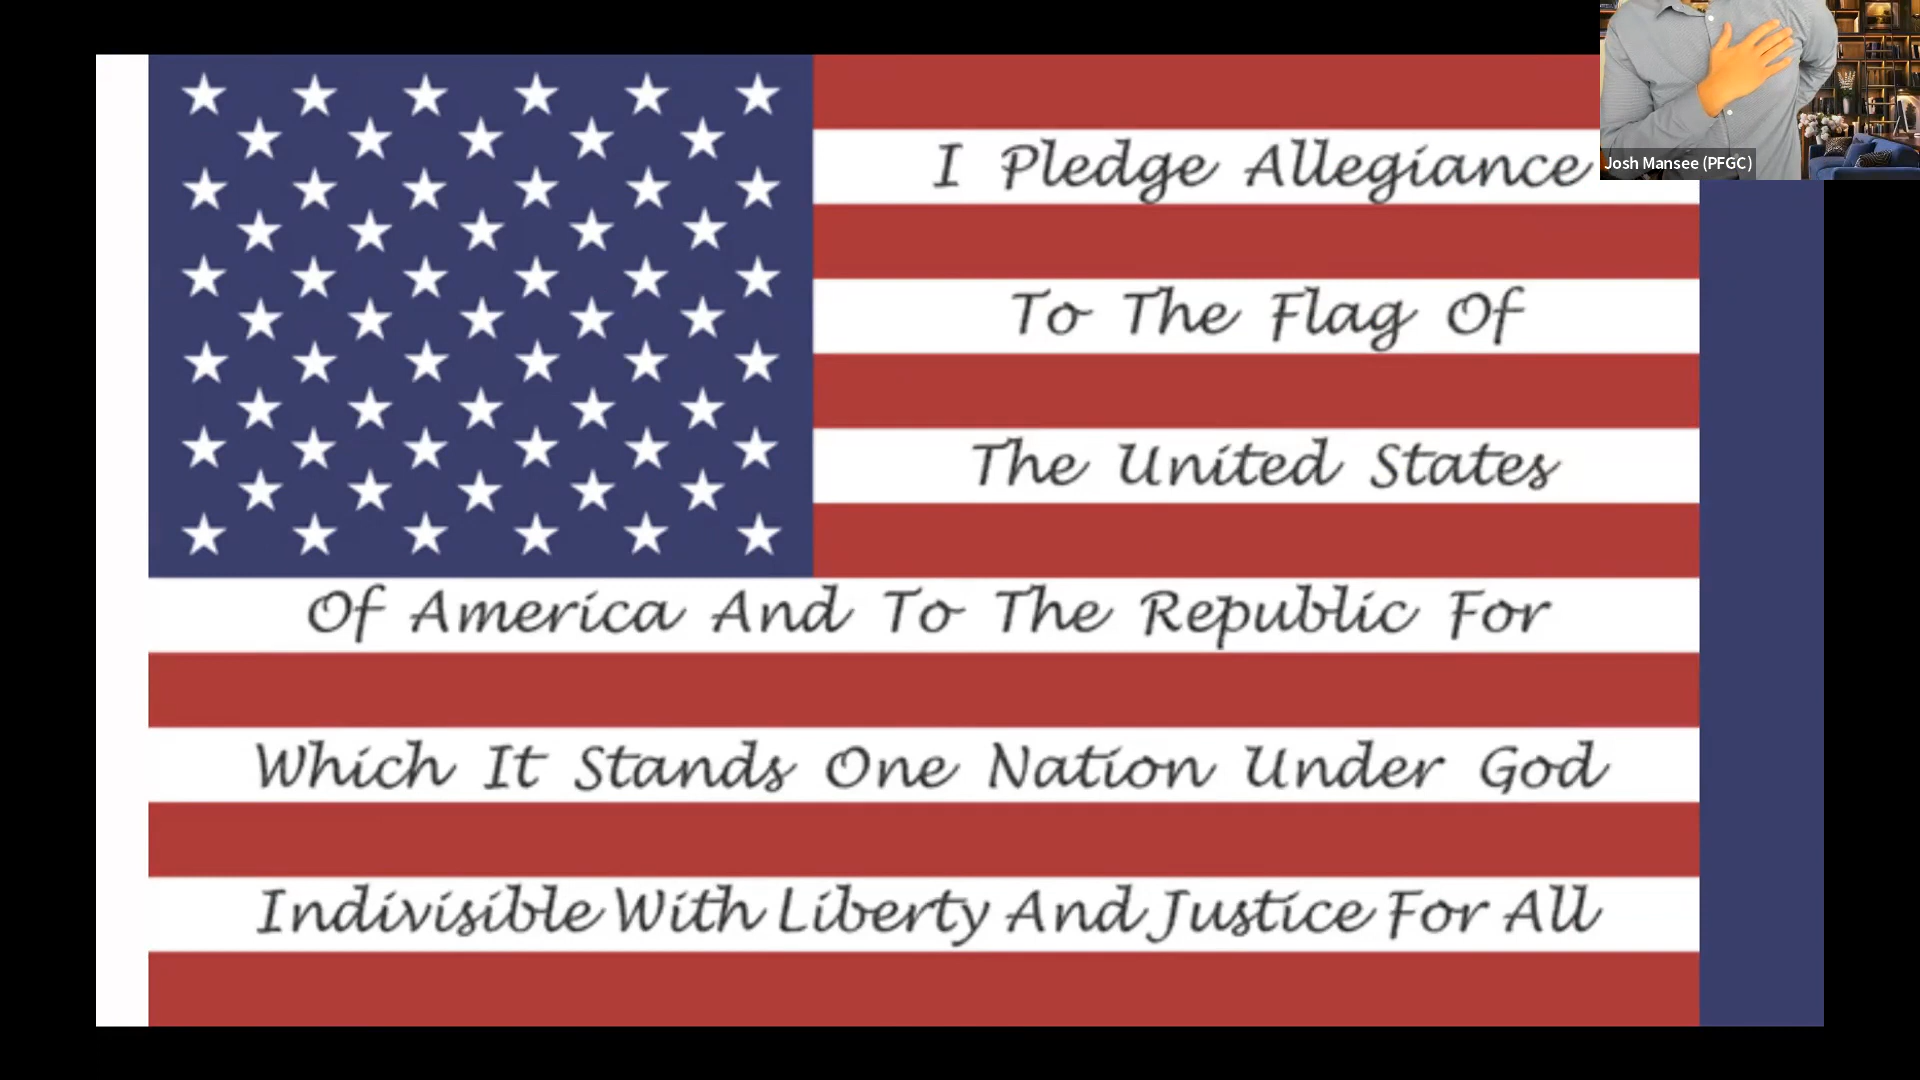 I Pledge Allegiance
Josh Mansee (PFGC)
To The Flag Of
The United States
Of America And To The Republic For
Which It Stands One Nation Under God
Indivisible With Liberty And Justice For All